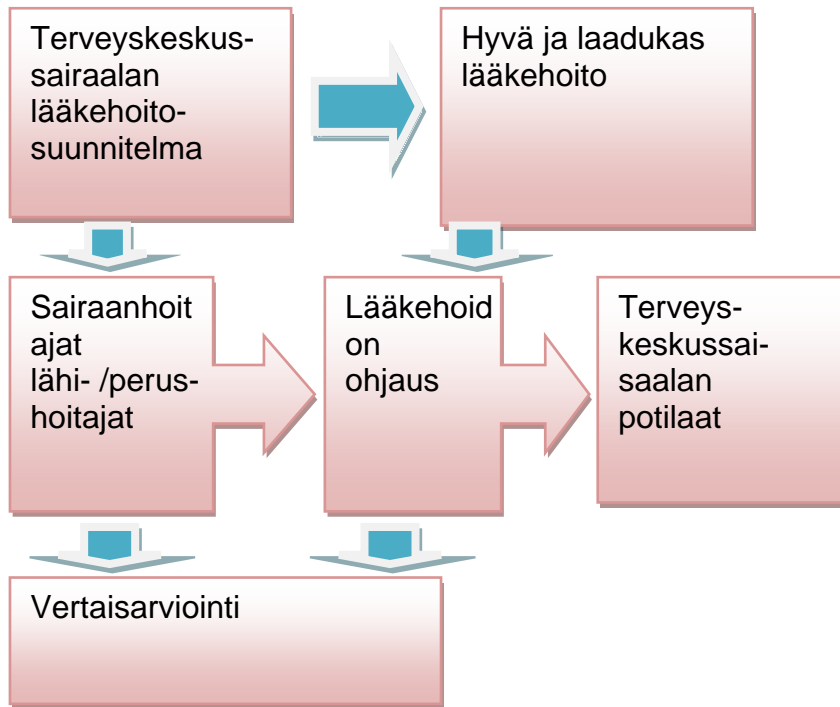 Terveyskeskus-
sairaalan
lääkehoito-
suunnitelma
Hyvä ja laadukas
lääkehoito
Sairaanhoit
ajat
lähi- /perus-
hoitajat
Lääkehoid
on
ohjaus
Terveys-
keskussai-
saalan
potilaat
Vertaisarviointi